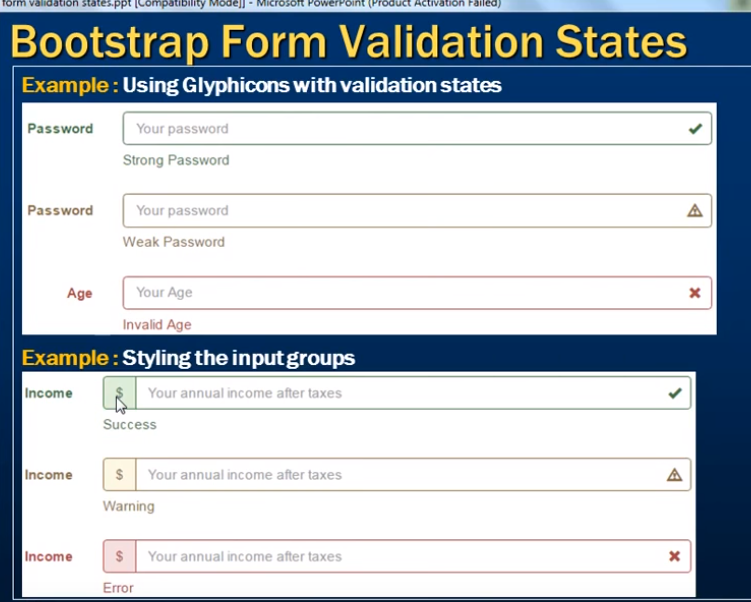 form validation states.ppt [Compatibility Mode]] - Microsoft PowerPoint (Product Activation Failed)
Bootstrap Form Validation States
Example : Using Glyphicons with validation states
Password Your password
Strong Password
Password Your password
Weak Password
Age Your Age
Invalid Age
Example : Styling the input groups
Income $ Your annual income after taxes
Success
Income $ Your annual income after taxes
Warning
Income $ Your annual income after taxes
Error